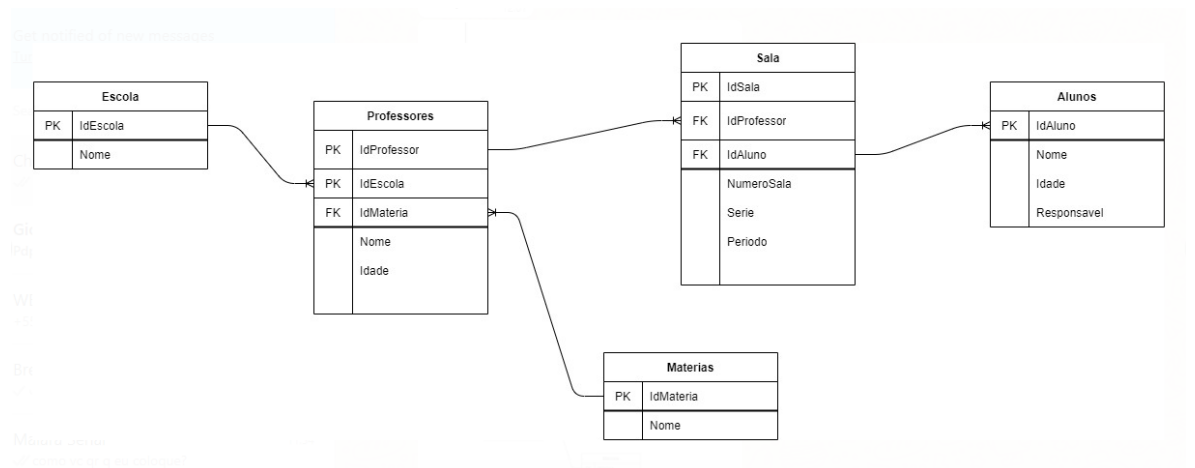 Get notified of new messages
Escola
PK IdEscola
Nome
Professores
PK IdProfessor
PK IdEscola
FK IdMateria
Nome
Idade
Sala
PK IdSala
FK IdProfessor
FK IdAluno
NumeroSala
Serie
Periodo
Alunos
PK IdAluno
Nome
Idade
Responsavel
Materias
PK IdMateria
Nome